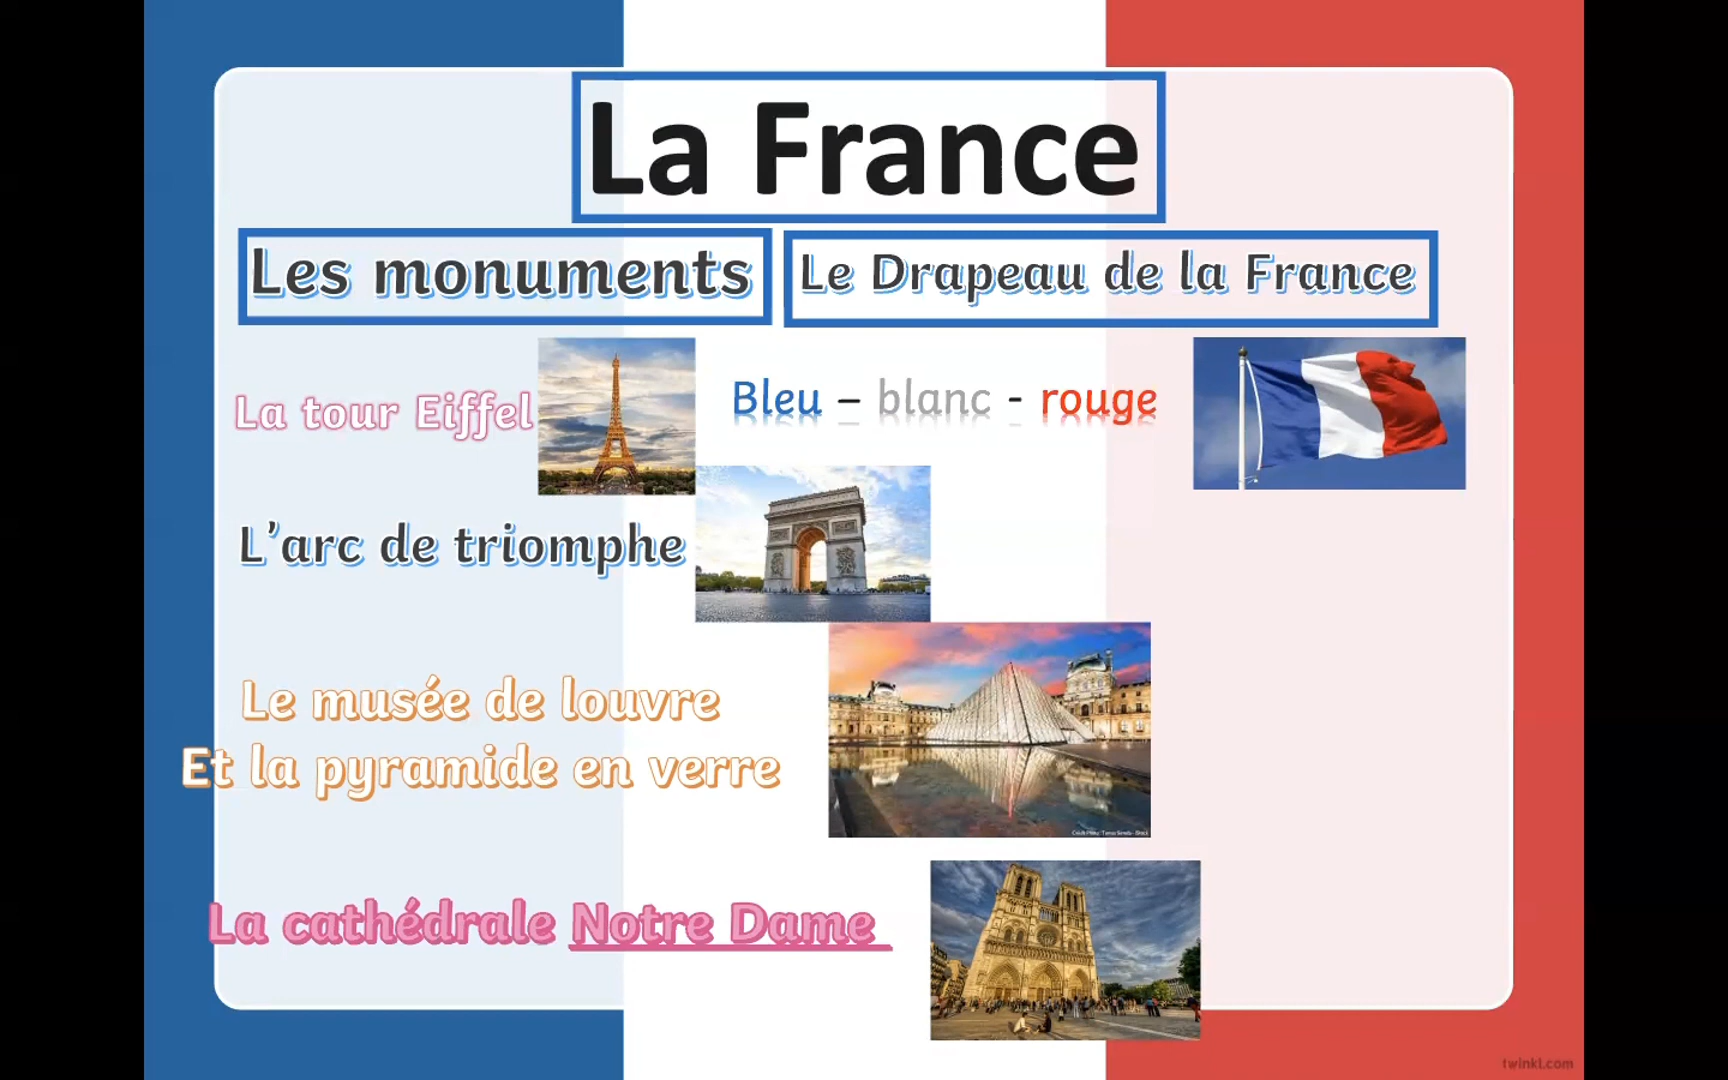 La France
Les monuments
Le Drapeau de la France
La tour Eiffel
Bleu – blanc - rouge
L'arc de triomphe
Le musée de louvre
Et la pyramide en verre
La cathédrale Notre Dame
twinkl.com